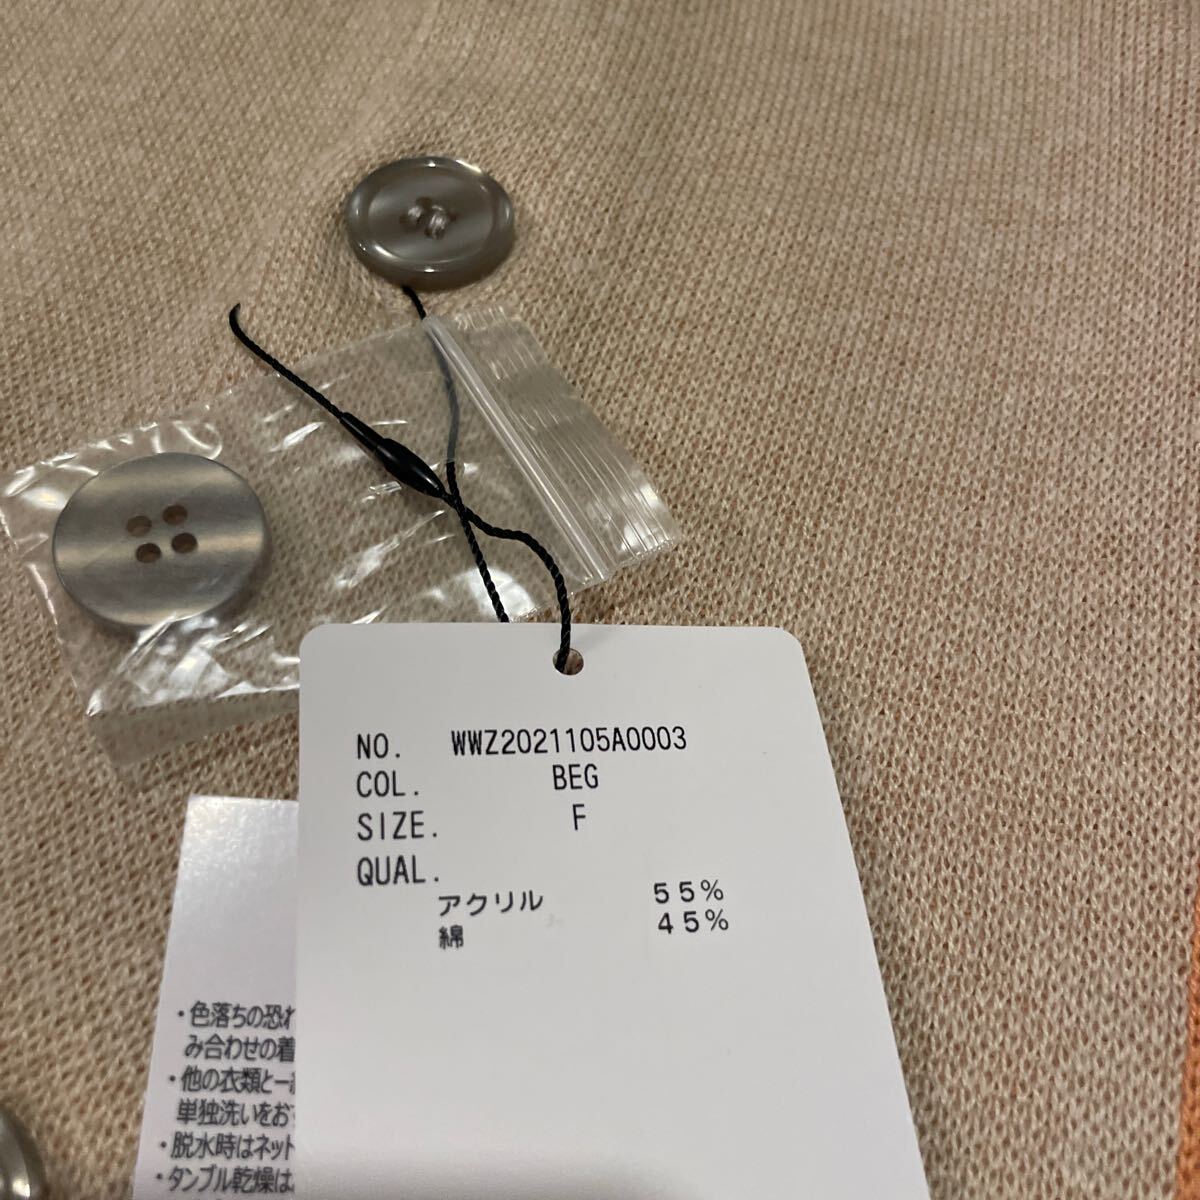 NO. WWZ2021105A0003
COL. BEG
SIZE. F
QUAL.
アクリル 55%
綿 45%
・色落ちの恐れ
み合わせの着
・他の衣類と一
単独洗いをお
・脱水時はネット
・タンブル乾燥は